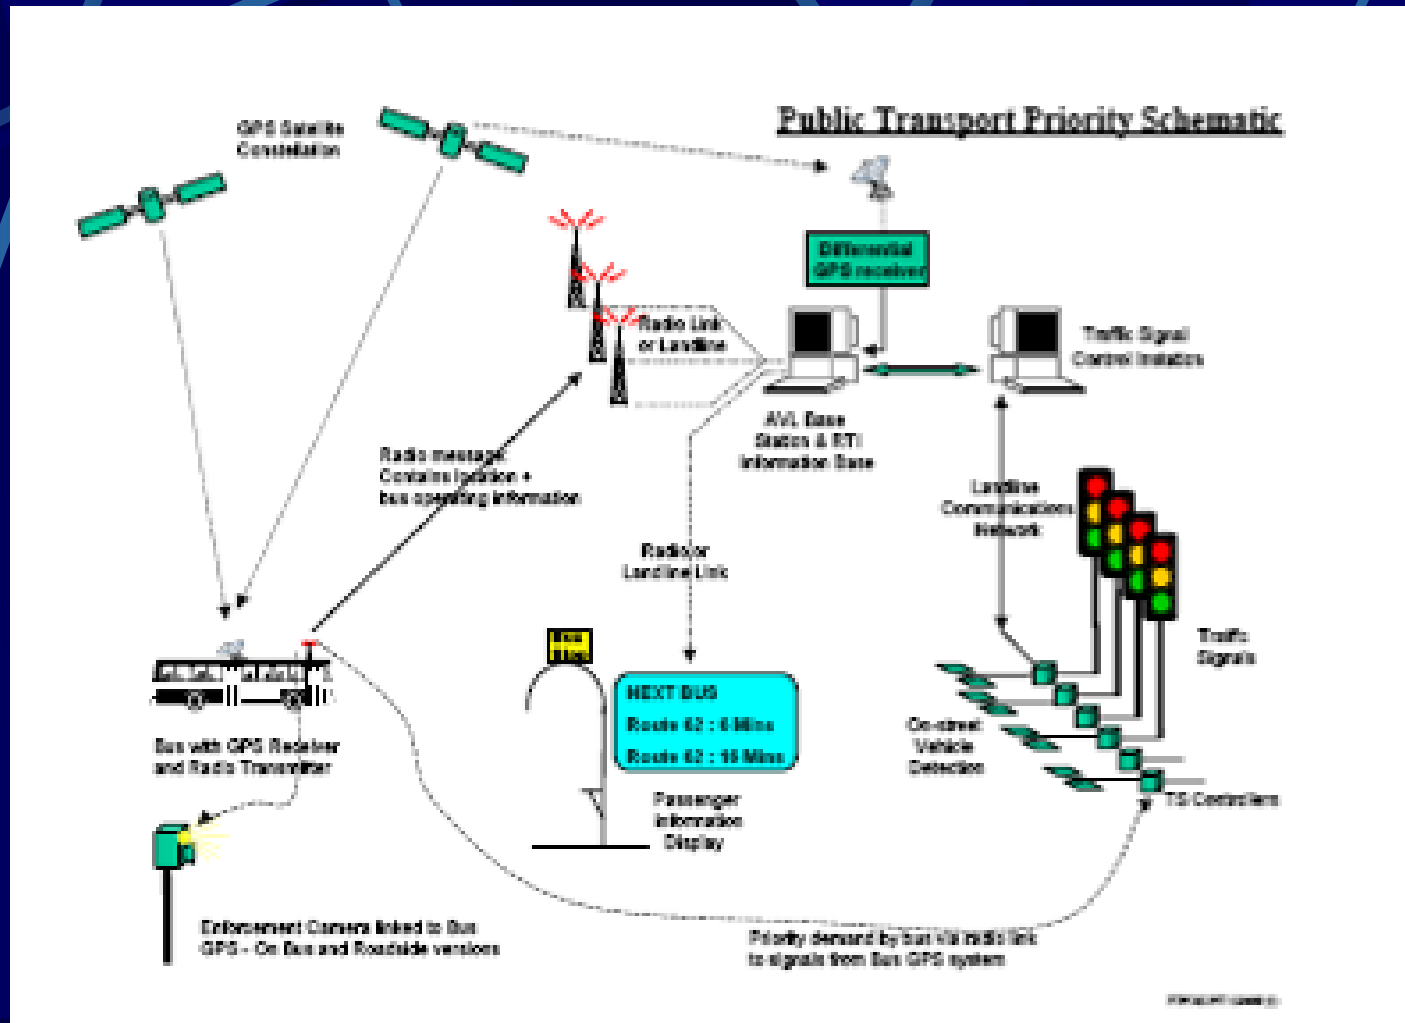 Public Transport Priority Schematic
GPS Satellite
Constellation
Differential
GPS receiver
Radio Link
or Landline
Traffic Signal
AVL Base
Station & RTI
Information Base
Radio message.
Contains location +
bus operating information
Landline
Communications
Network
Radio or
Landline Link
Traffic
Signals
NEXT BUS
Route 62 : 6 Mins
Route 62 : 16 Mins
On-street
Vehicle
Detection
Bus with GPS Receiver
and Radio Transmitter
Passenger
Information
Display
TS Controllers
Enforcement Camera linked to Bus
GPS - On Bus and Roadside versions
Priority demand by bus via radio link
to signals from Bus GPS system